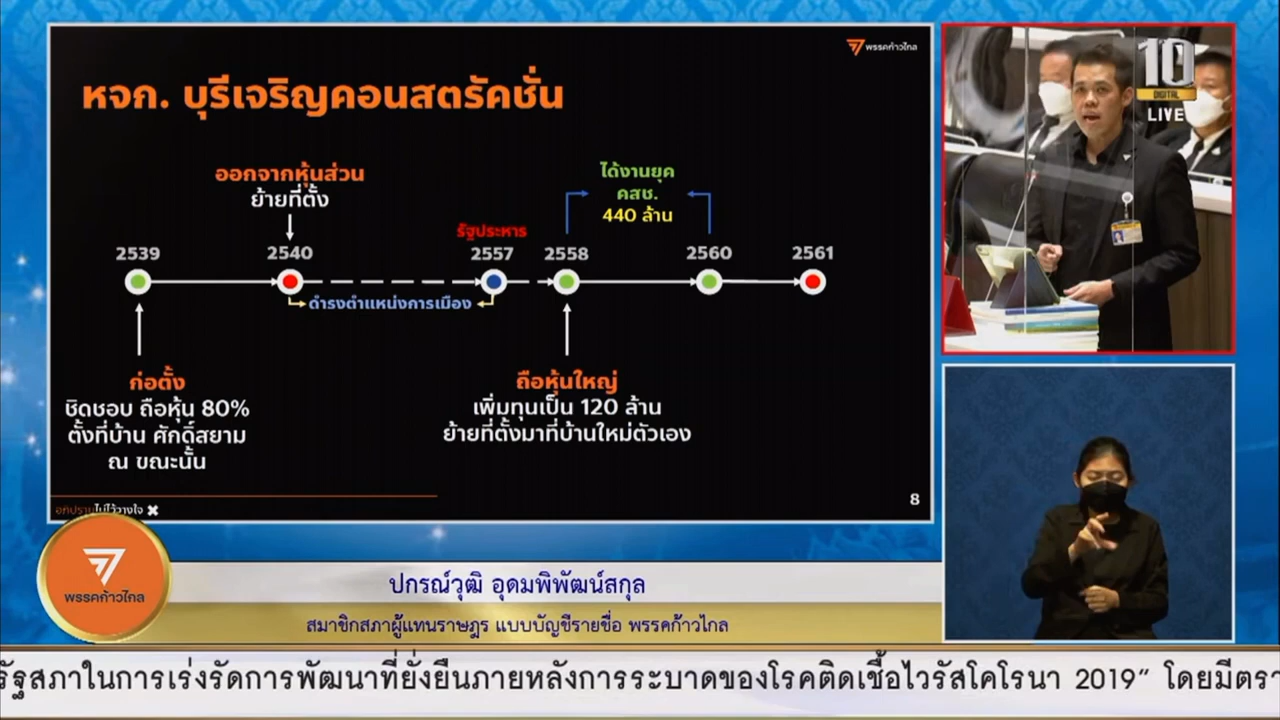 พรรคก้าวไกล
หจก. บุรีเจริญคอนสตรัคชั่น
ออกจากหุ้นส่วน
ย้ายที่ตั้ง
ได้งานยุค
คสช.
440 ล้าน
รัฐประหาร
2539
2540
2557
2558
2560
2561
ดำรงตำแหน่งการเมือง
ก่อตั้ง
ชิดชอบ ถือหุ้น 80%
ตั้งที่บ้าน ศักดิ์สยาม
ณ ขณะนั้น
ถือหุ้นใหญ่
เพิ่มทุนเป็น 120 ล้าน
ย้ายที่ตั้งมาที่บ้านใหม่ตัวเอง
อภิปรายไม่ไว้วางใจ
8
10
DIGITAL
LIVE
พรรคก้าวไกล
ปกรณ์วุฒิ อุดมพิพัฒน์สกุล
สมาชิกสภาผู้แทนราษฎร แบบบัญชีรายชื่อ พรรคก้าวไกล
รัฐสภาในการเร่งรัดการพัฒนาที่ยั่งยืนภายหลังการระบาดของโรคติดเชื้อไวรัสโคโรนา 2019” โดยมีตรา